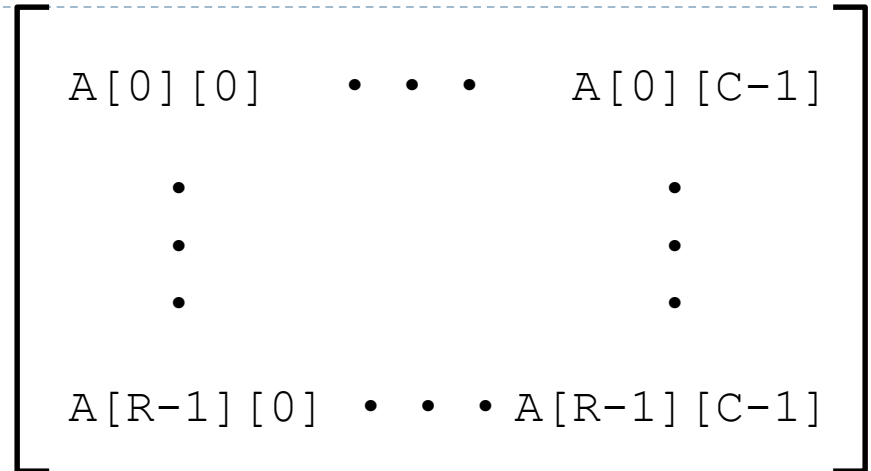 A[0][0] • • • A[0][C-1]
• •
• •
• •
A[R-1][0] • • • A[R-1][C-1]